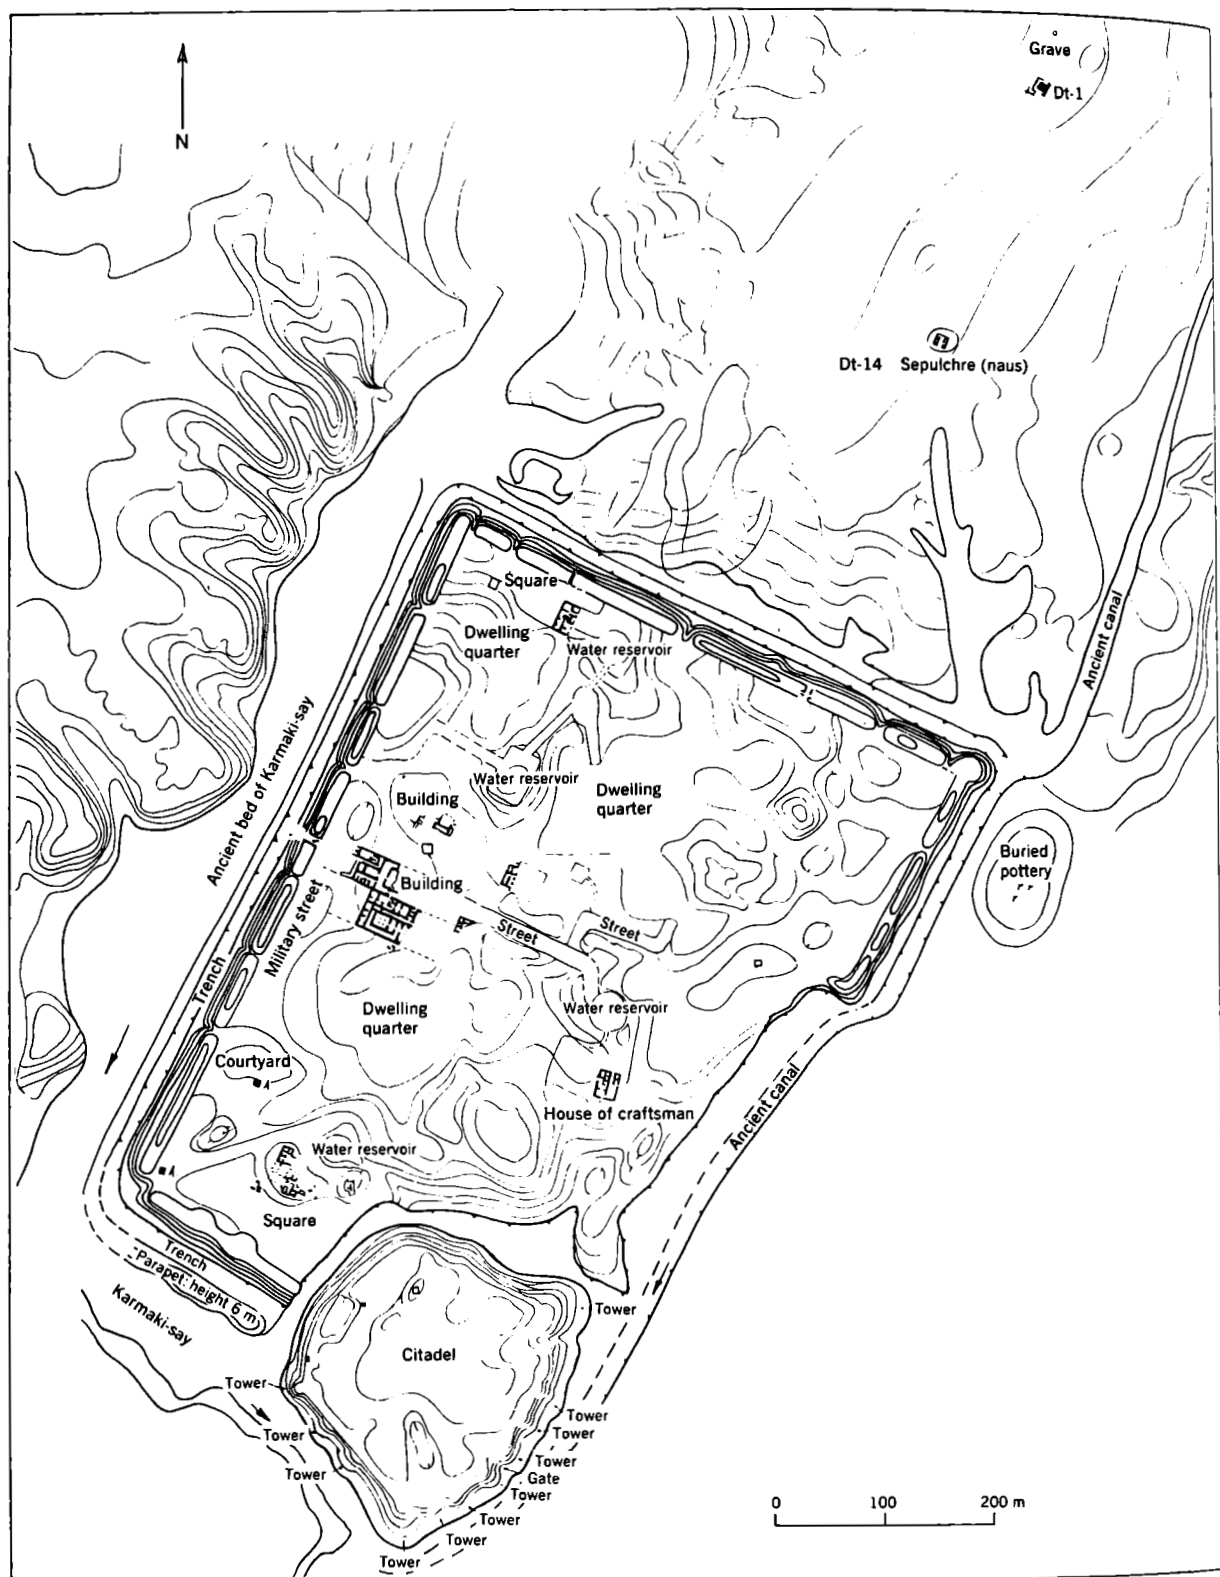 Grave
Dt-1
N
Dt-14 Sepulchre (naus)
Ancient canal
Square
Dwelling
quarter
Water reservoir
Ancient bed of Karmaki-say
Water reservoir
Dwelling
quarter
Building
Building
Buried
pottery
Military street
Street
Street
Trench
Dwelling
quarter
Water reservoir
Courtyard
A
House of craftsman
Ancient canal
Water reservoir
A
Square
Trench
Parapet: height 6 m
Karmaki-say
Tower
Citadel
Tower
Tower
Tower
Tower
Tower
Tower
Gate
Tower
Tower
Tower
Tower
0 100 200 m